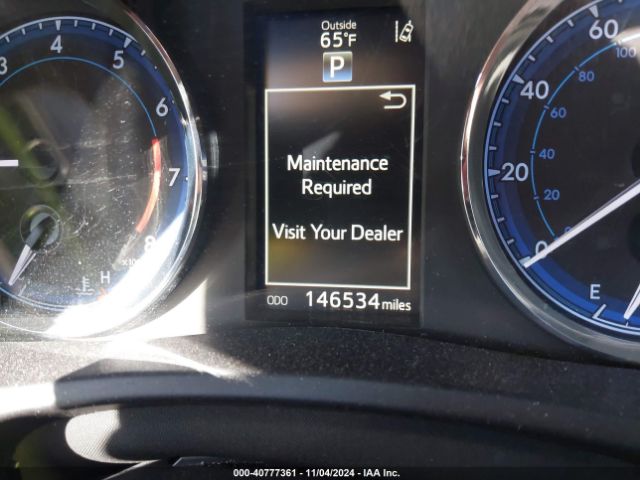 Outside
65°F
P
Maintenance
Required
Visit Your Dealer
ODO 146534 miles
3 4 5 6 7 8
H
0 20 40 60
0 20 40 60 80 100
E
000-40777361 - 11/04/2024 - IAA Inc.